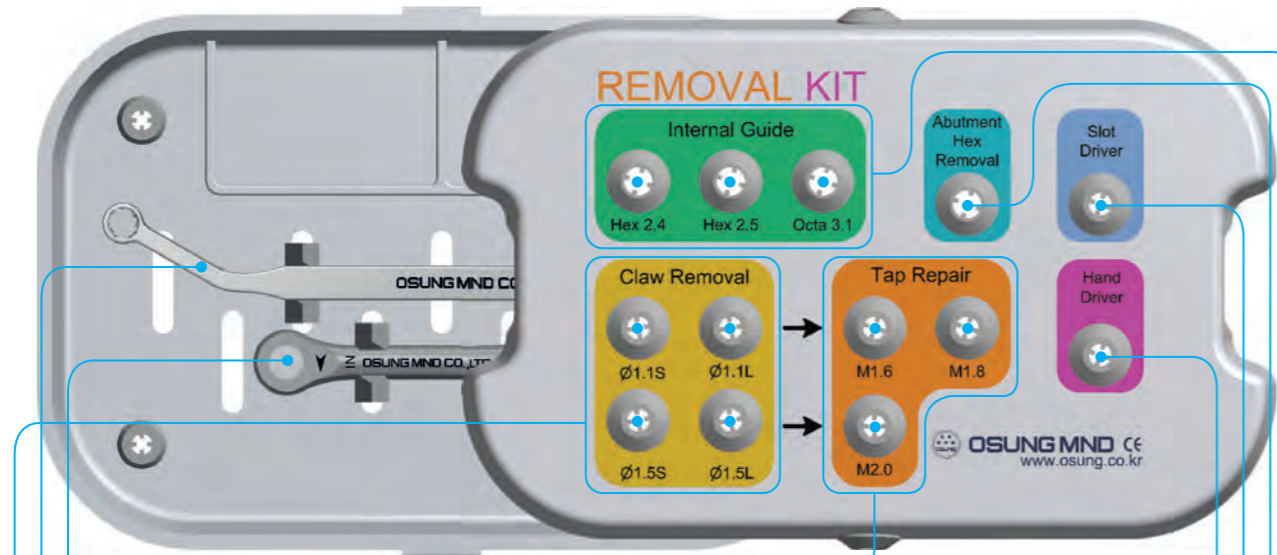 REMOVAL KIT
Internal Guide
Hex 2.4 Hex 2.5 Octa 3.1
Abutment
Hex
Removal
Slot
Driver
OSUNG MND CO
IN OSUNG MND CO.,LTD
Claw Removal
Ø1.1S Ø1.1L
Ø1.5S Ø1.5L
Tap Repair
M1.6 M1.8
M2.0
Hand
Driver
OSUNG MND CE
www.osung.co.kr